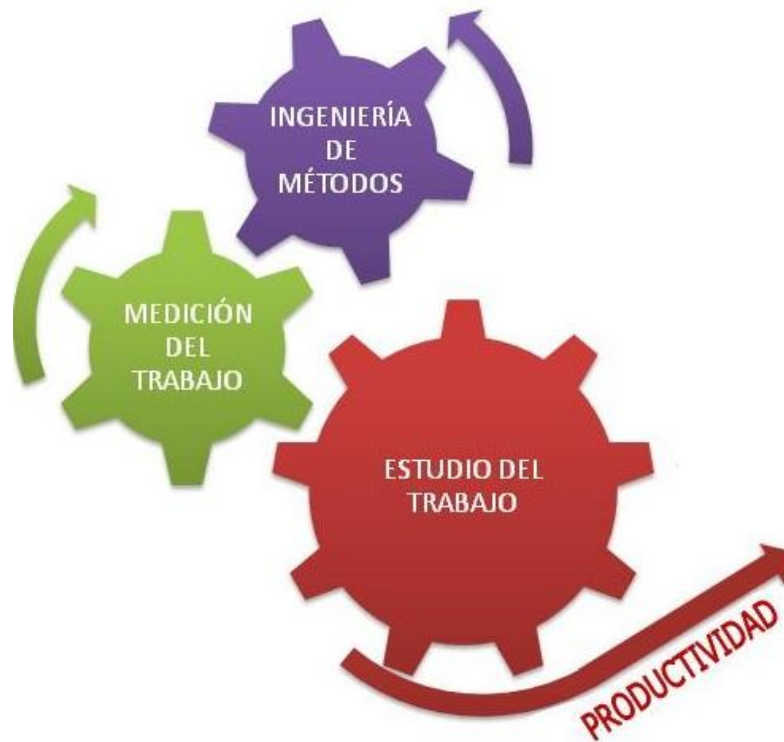 INGENIERÍA
DE
MÉTODOS
MEDICIÓN
DEL
TRABAJO
ESTUDIO DEL
TRABAJO
PRODUCTIVIDAD